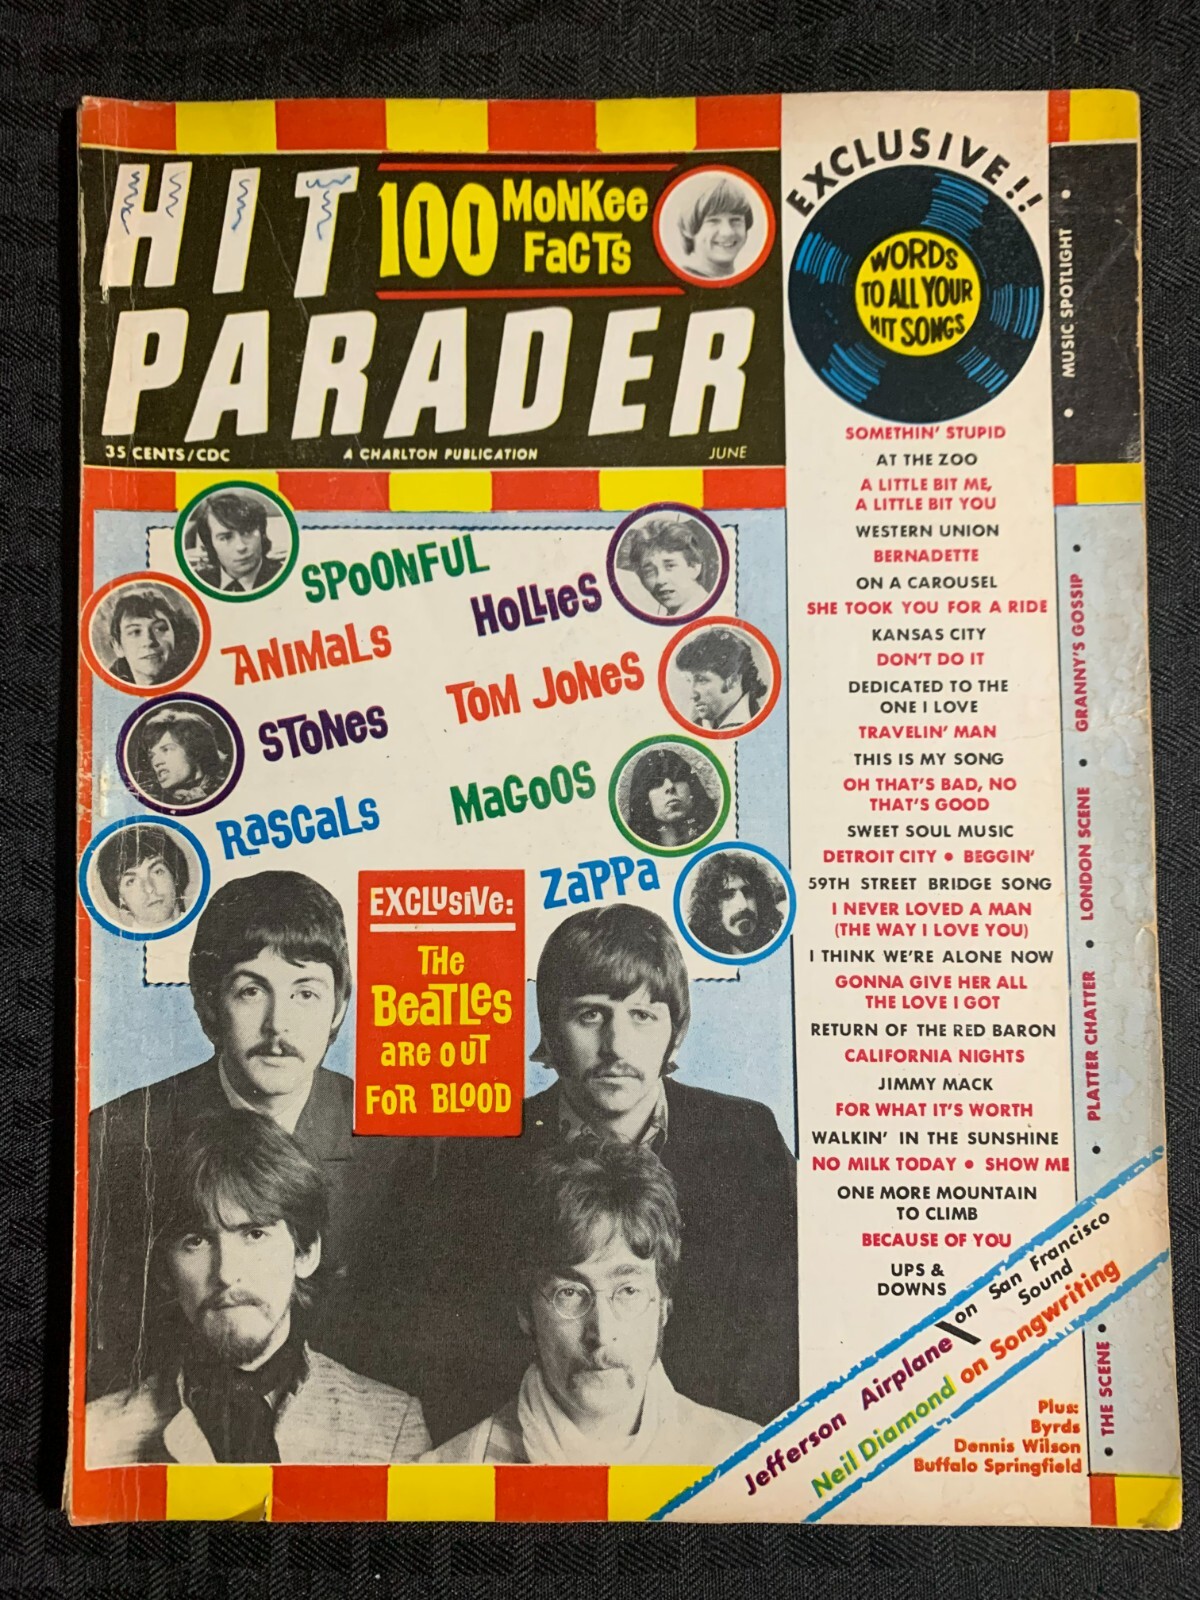 HIT
100 MONKEE
FACTS
PARADER
35 CENTS/CDC
A CHARLTON PUBLICATION
JUNE
SPOONFUL
HOLLIES
ANIMALS
TOM JONES
STONES
MAGOOS
RASCALS
ZAPPA
EXCLUSIVE:
THE
BEATLES
ARE OUT
FOR BLOOD
EXCLUSIVE!!
WORDS
TO ALL YOUR
HIT SONGS
SOMETHIN' STUPID
AT THE ZOO
A LITTLE BIT ME,
A LITTLE BIT YOU
WESTERN UNION
BERNADETTE
ON A CAROUSEL
SHE TOOK YOU FOR A RIDE
KANSAS CITY
DON'T DO IT
DEDICATED TO THE
ONE I LOVE
TRAVELIN' MAN
THIS IS MY SONG
OH THAT'S BAD, NO
THAT'S GOOD
SWEET SOUL MUSIC
DETROIT CITY • BEGGIN'
59TH STREET BRIDGE SONG
I NEVER LOVED A MAN
(THE WAY I LOVE YOU)
I THINK WE'RE ALONE NOW
GONNA GIVE HER ALL
THE LOVE I GOT
RETURN OF THE RED BARON
CALIFORNIA NIGHTS
JIMMY MACK
FOR WHAT IT'S WORTH
WALKIN' IN THE SUNSHINE
NO MILK TODAY • SHOW ME
ONE MORE MOUNTAIN
TO CLIMB
BECAUSE OF YOU
UPS &
DOWNS
Jefferson Airplane on San Francisco
Sound
Neil Diamond on Songwriting
Plus:
Byrds
Dennis Wilson
Buffalo Springfield
• THE SCENE • • PLATTER CHATTER • LONDON SCENE • GRANNY'S GOSSIP • • MUSIC SPOTLIGHT •